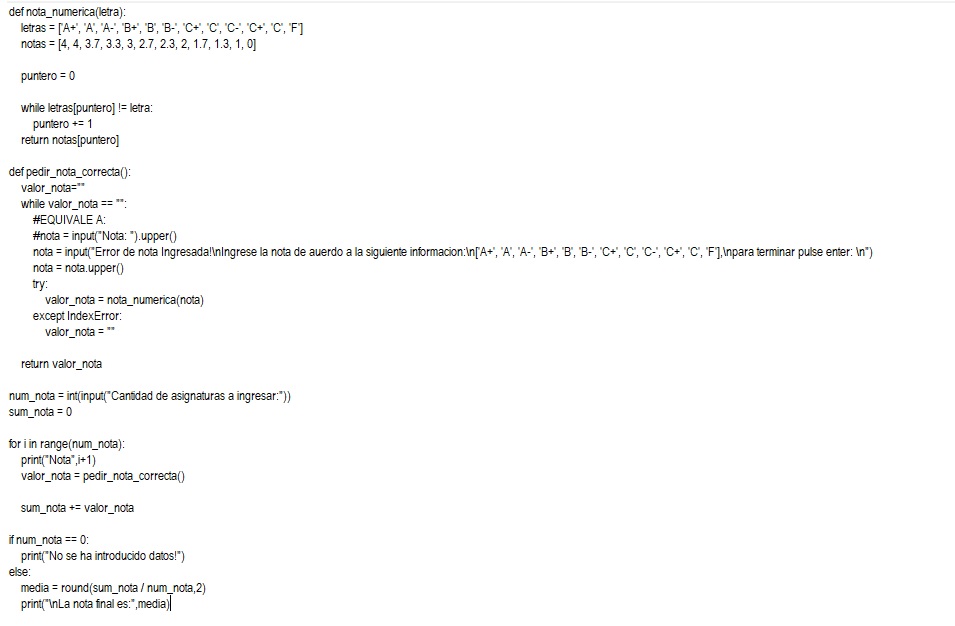 def nota_numerica(letra):
    letras = ['A+', 'A', 'A-', 'B+', 'B', 'B-', 'C+', 'C', 'C-', 'C+', 'C', 'F']
    notas = [4, 4, 3.7, 3.3, 3, 2.7, 2.3, 2, 1.7, 1.3, 1, 0]

    puntero = 0

    while letras[puntero] != letra:
        puntero += 1
    return notas[puntero]

def pedir_nota_correcta():
    valor_nota=""
    while valor_nota == "":
        #EQUIVALE A:
        #nota = input("Nota: ").upper()
        nota = input("Error de nota Ingresada!\nIngrese la nota de auerdo a la siguiente informacion:\n['A+', 'A', 'A-', 'B+', 'B', 'B-', 'C+', 'C', 'C-', 'C+', 'C', 'F'],\npara terminar pulse enter: \n")
        nota = nota.upper()
        try:
            valor_nota = nota_numerica(nota)
        except IndexError:
            valor_nota = ""

    return valor_nota

num_nota = int(input("Cantidad de asignaturas a ingresar:"))
sum_nota = 0

for i in range(num_nota):
    print("Nota",i+1)
    valor_nota = pedir_nota_correcta()

    sum_nota += valor_nota

if num_nota == 0:
    print("No se ha introducido datos!")
else:
    media = round(sum_nota / num_nota,2)
    print("\nLa nota final es:",media)